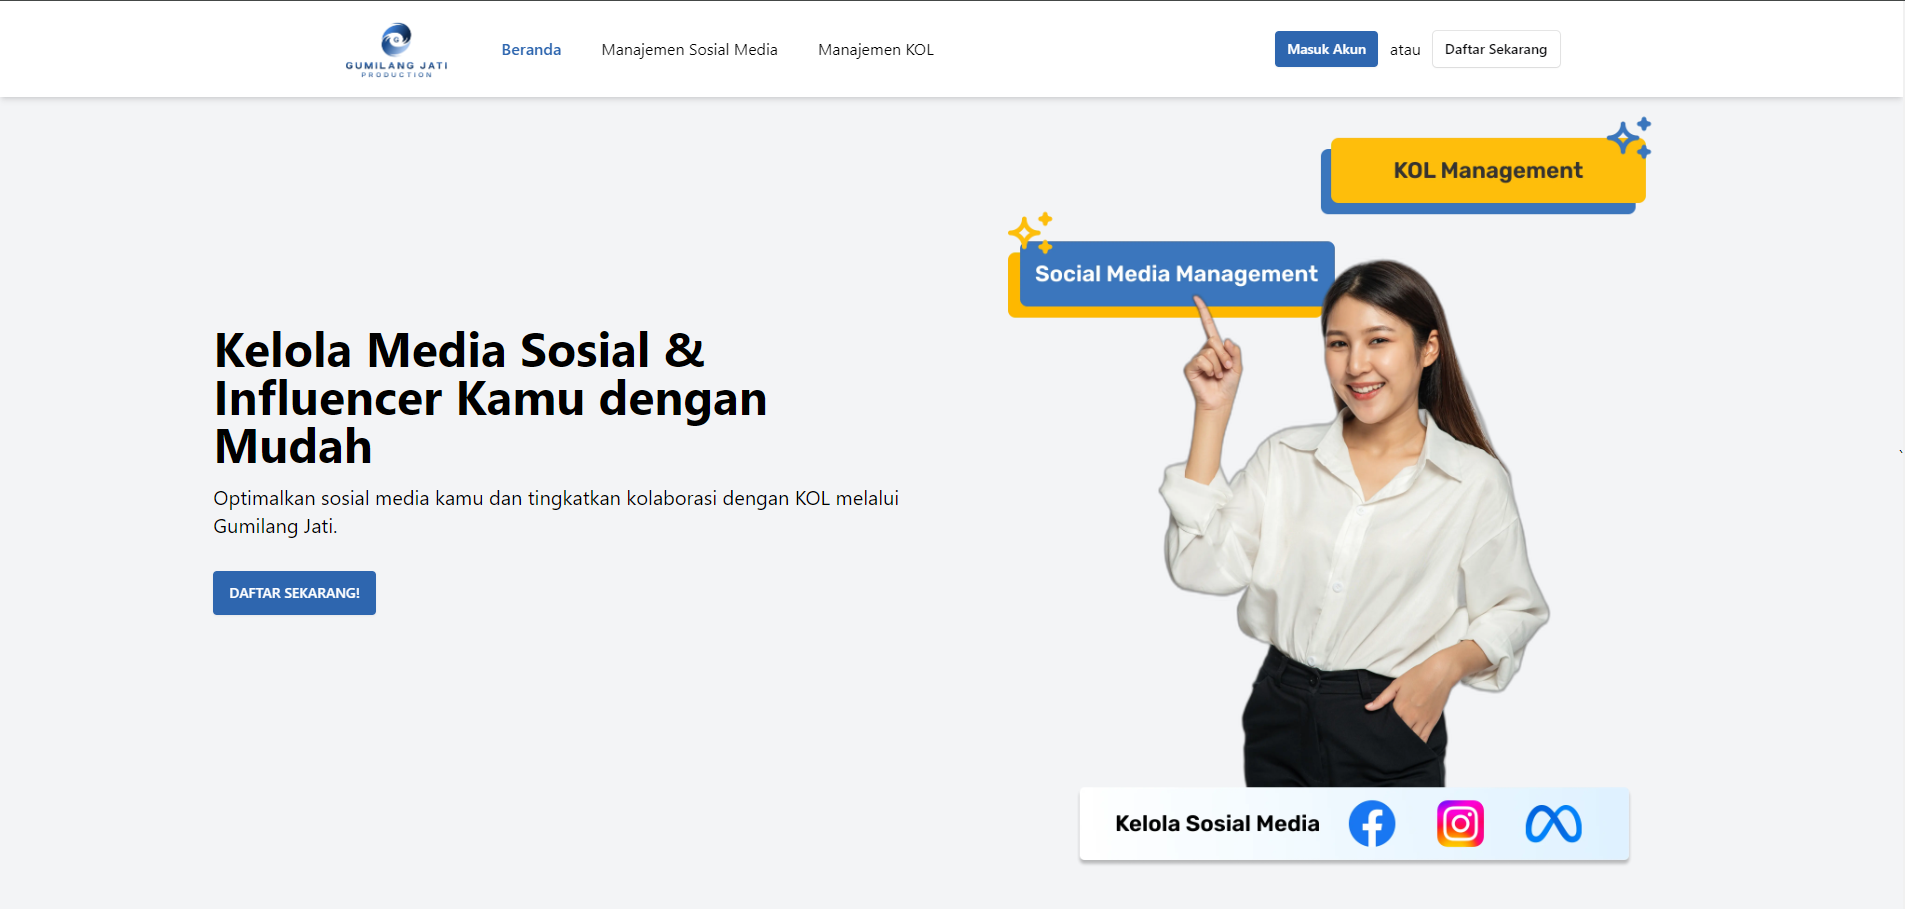 GUMILANG JATI
PRODUCTION
Beranda
Manajemen Sosial Media
Manajemen KOL
Masuk Akun
atau
Daftar Sekarang
KOL Management
Social Media Management
Kelola Media Sosial &
Influencer Kamu dengan
Mudah
Optimalkan sosial media kamu dan tingkatkan kolaborasi dengan KOL melalui
Gumilang Jati.
DAFTAR SEKARANG!
Kelola Sosial Media